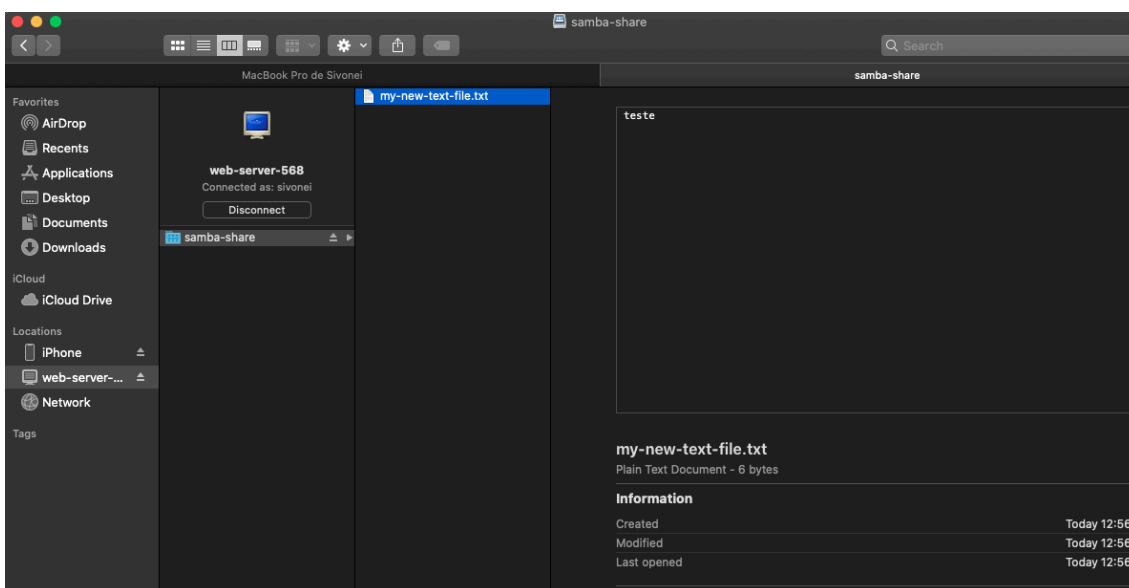 samba-share
Search
MacBook Pro de Sivonei
samba-share
Favorites
AirDrop
Recents
Applications
Desktop
Documents
Downloads
iCloud
iCloud Drive
Locations
iPhone
web-server-...
Network
Tags
web-server-568
Connected as: sivonei
Disconnect
samba-share
my-new-text-file.txt
teste
my-new-text-file.txt
Plain Text Document - 6 bytes
Information
Created Today 12:56
Modified Today 12:56
Last opened Today 12:56